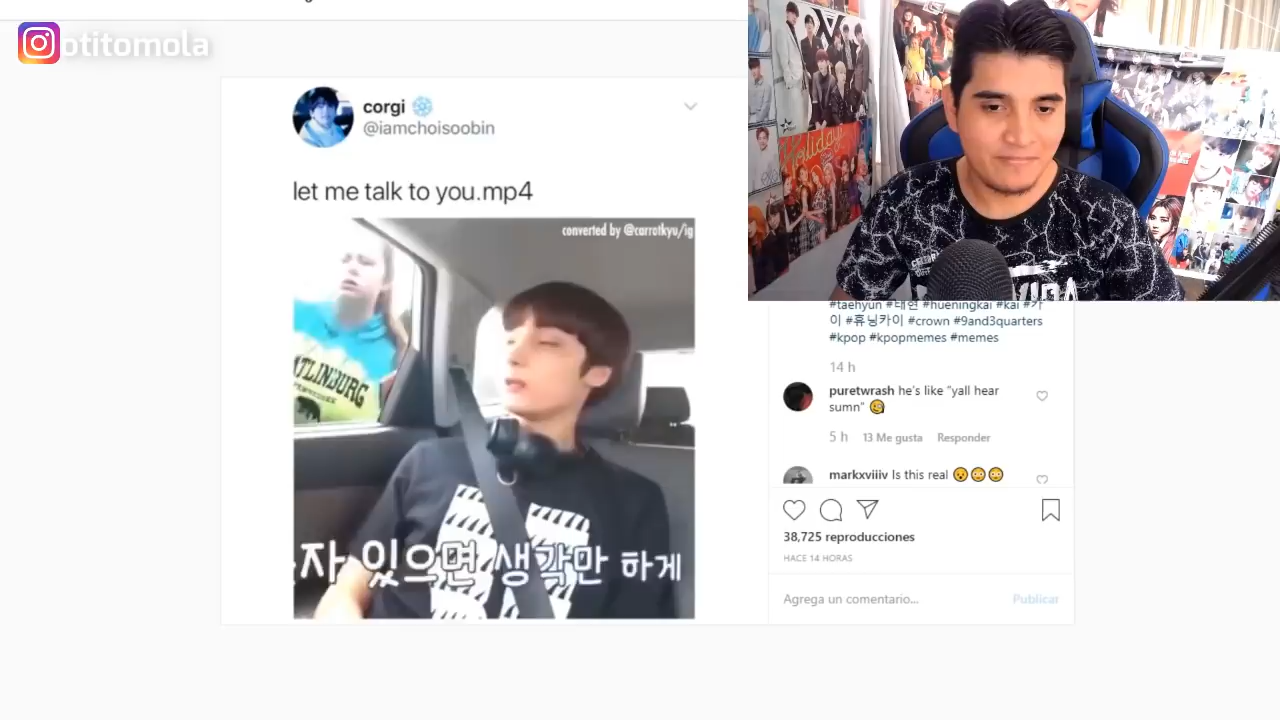 otitomola
corgi
@iamchoisoobin
let me talk to you.mp4
converted by @carrotkyu/ig
ATLINBURG
자 있으면 생각만 하게
Holiday!
#taehyun #태현 #hueningkai #kai #카
이 #휴닝카이 #crown #9and3quarters
#kpop #kpopmemes #memes
14 h
puretwrash he's like "yall hear
sumn" 🤔
5 h 13 Me gusta Responder
markxviiiv Is this real 😯😳😳
38,725 reproducciones
HACE 14 HORAS
Agrega un comentario... Publicar